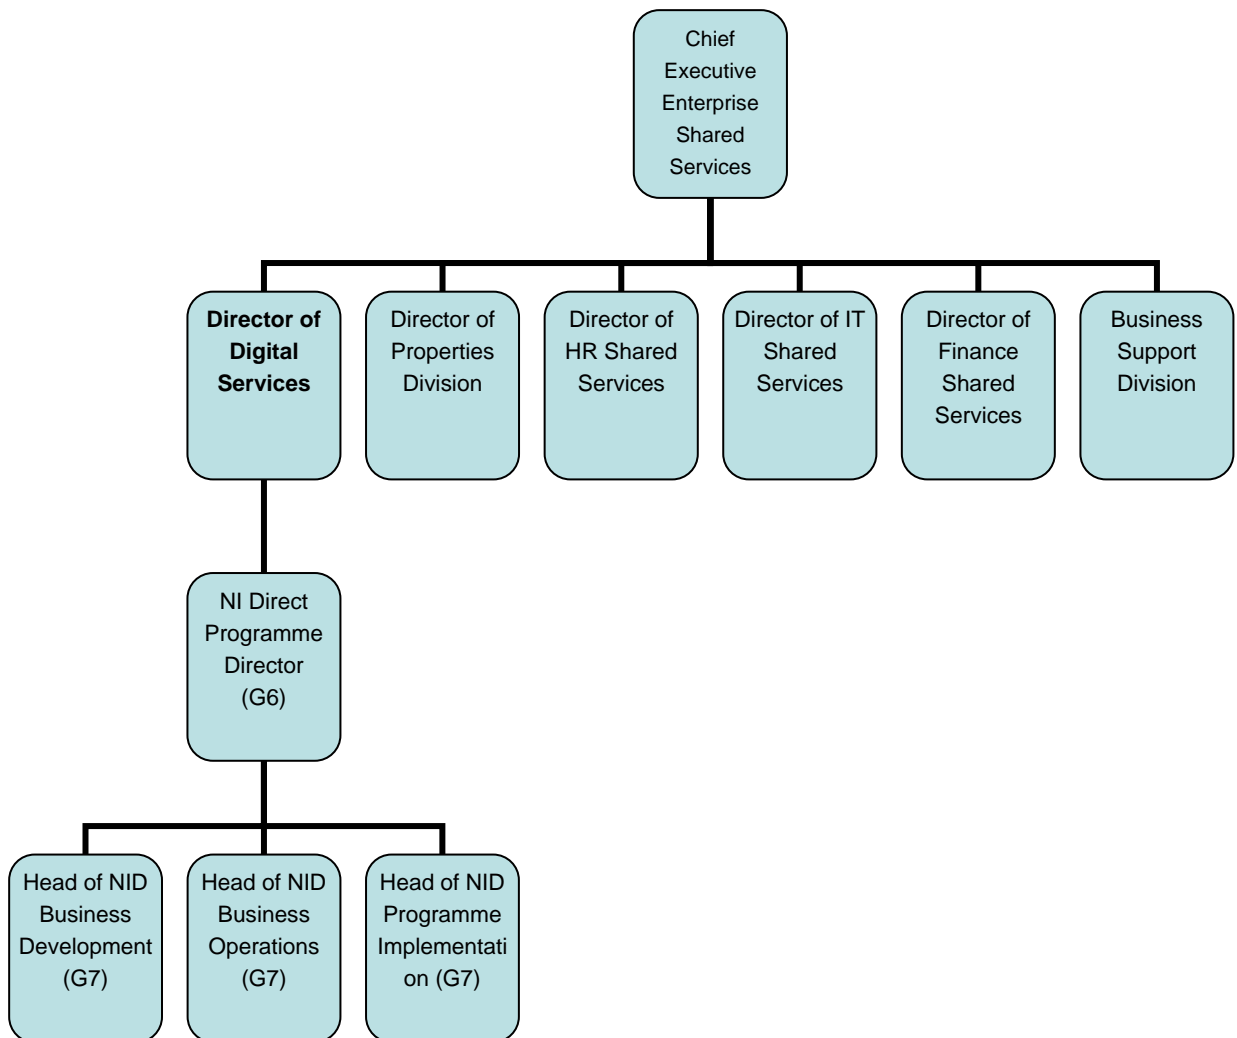 Chief
Executive
Enterprise
Shared
Services
Director of
Digital
Services
Director of
Properties
Division
Director of
HR Shared
Services
Director of IT
Shared
Services
Director of
Finance
Shared
Services
Business
Support
Division
NI Direct
Programme
Director
(G6)
Head of NID
Business
Development
(G7)
Head of NID
Business
Operations
(G7)
Head of NID
Programme
Implementati
on (G7)